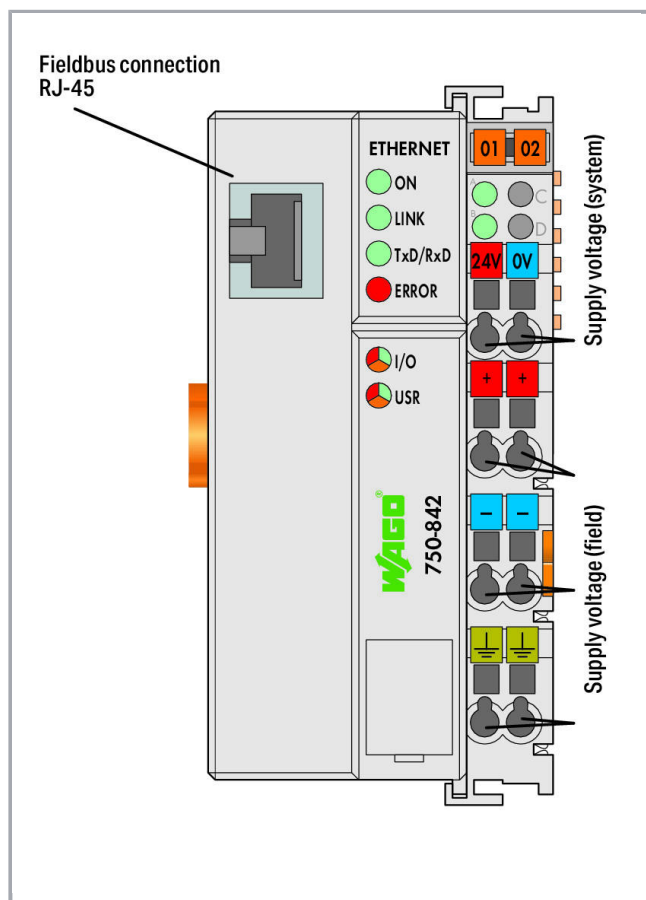 Fieldbus connection
RJ-45
ETHERNET
ON
LINK
TxD/RxD
ERROR
I/O
USR
WAGO®
750-842
01 02
A C
B D
24V 0V
+ +
− −
Supply voltage (system)
Supply voltage (field)